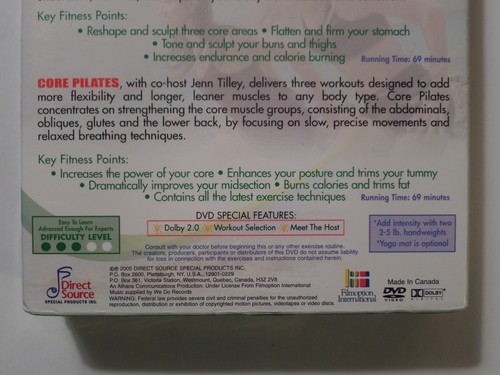 Key Fitness Points:
• Reshape and sculpt three core areas • Flatten and firm your stomach
• Tone and sculpt your buns and thighs
• Increases endurance and calorie burning
Running Time: 69 minutes
CORE PILATES, with co-host Jenn Tilley, delivers three workouts designed to add
more flexibility and longer, leaner muscles to any body type. Core Pilates
concentrates on strengthening the core muscle groups, consisting of the abdominals,
obliques, glutes and the lower back, by focusing on slow, precise movements and
relaxed breathing techniques.
Key Fitness Points:
• Increases the power of your core • Enhances your posture and trims your tummy
• Dramatically improves your midsection • Burns calories and trims fat
• Contains all the latest exercise techniques
Running Time: 69 minutes
Easy To Learn
Advanced Enough For Experts
DIFFICULTY LEVEL
DVD SPECIAL FEATURES:
Dolby 2.0 Workout Selection Meet The Host
*Add intensity with two
2-5 lb. handweights
*Yoga mat is optional
Consult with your doctor before beginning this or any other exercise routine.
The creators, producers, participants or distributors of this DVD do not assume liability
for loss in connection with the exercises and instructions contained herein.
Direct
Source
SPECIAL PRODUCTS INC.
©® 2005 DIRECT SOURCE SPECIAL PRODUCTS INC.
P.O. Box 2600, Plattsburgh, NY, U.S.A., 12901-0029
P.O. Box 361, Victoria Station, Westmount, Quebec, Canada, H3Z 2V8
An Athans Communications Production. Under License From Filmoption International
Music supplied by We Do Records
WARNING: Federal law provides severe civil and criminal penalties for the unauthorized
reproduction, distribution or exhibition of copyrighted motion pictures, videotapes or video discs.
Filmoption
International
Made In Canada
DVD
VIDEO
DOLBY
DIGITAL